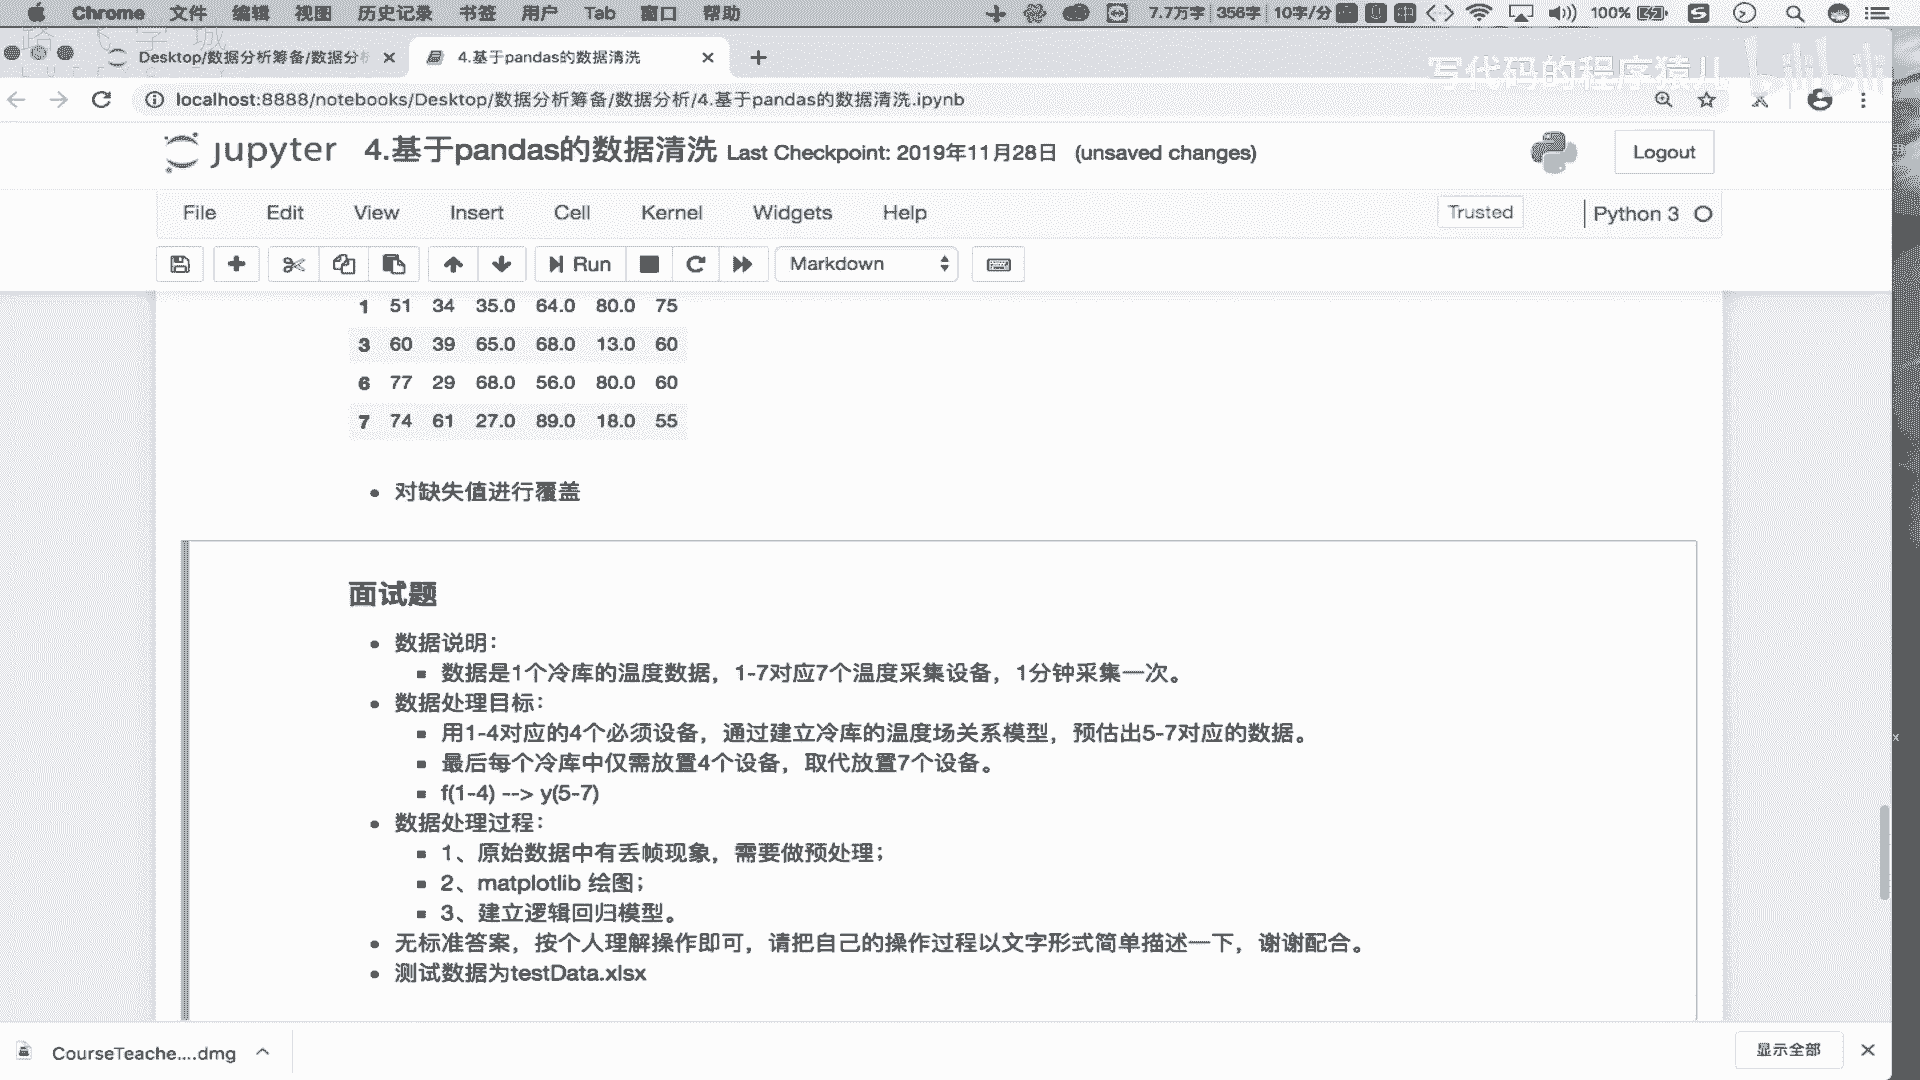 Chrome 文件 编辑 视图 历史记录 书签 用户 Tab 窗口 帮助 7.7万字 356字 10字/分 100%
Desktop/数据分析筹备/数据分 4.基于pandas的数据清洗
写代码的程序猿儿 bilibili
localhost:8888/notebooks/Desktop/数据分析筹备/数据分析/4.基于pandas的数据清洗.ipynb
jupyter 4.基于pandas的数据清洗 Last Checkpoint: 2019年11月28日 (unsaved changes) Logout
File Edit View Insert Cell Kernel Widgets Help Trusted Python 3
Run Markdown
1 51 34 35.0 64.0 80.0 75
3 60 39 65.0 68.0 13.0 60
6 77 29 68.0 56.0 80.0 60
7 74 61 27.0 89.0 18.0 55
对缺失值进行覆盖
面试题
数据说明：
数据是1个冷库的温度数据，1-7对应7个温度采集设备，1分钟采集一次。
数据处理目标：
用1-4对应的4个必须设备，通过建立冷库的温度场关系模型，预估出5-7对应的数据。
最后每个冷库中仅需放置4个设备，取代放置7个设备。
f(1-4) --> y(5-7)
数据处理过程：
1、原始数据中有丢帧现象，需要做预处理；
2、matplotlib 绘图；
3、建立逻辑回归模型。
无标准答案，按个人理解操作即可，请把自己的操作过程以文字形式简单描述一下，谢谢配合。
测试数据为testData.xlsx
CourseTeache....dmg 显示全部